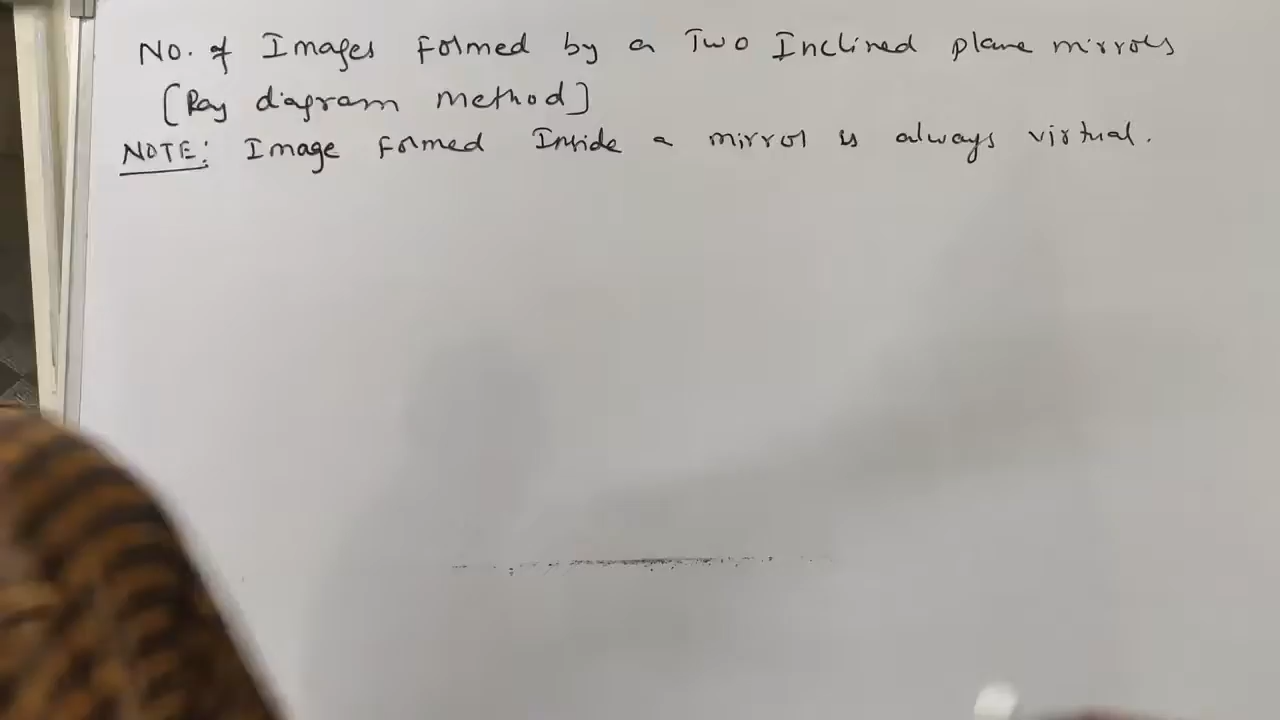 No. of Images formed by a Two Inclined plane mirrors
[Ray diagram method]
NOTE: Image formed Inside a mirror is always virtual.